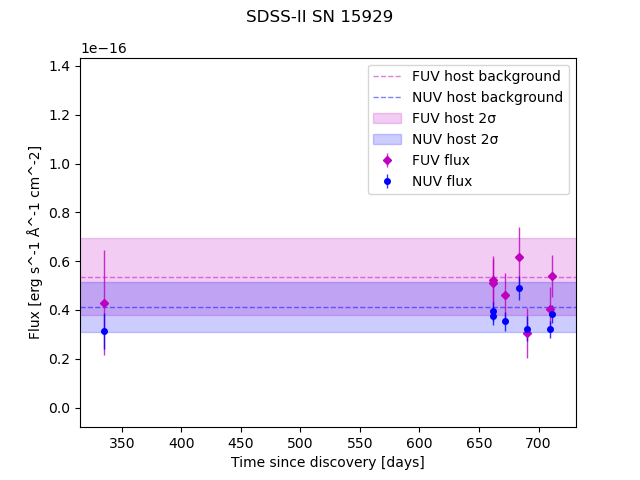 SDSS-II SN 15929
1e−16
1.4
1.2
1.0
0.8
0.6
0.4
0.2
0.0
Flux [erg s^-1 Å^-1 cm^-2]
FUV host background
NUV host background
FUV host 2σ
NUV host 2σ
FUV flux
NUV flux
350 400 450 500 550 600 650 700
Time since discovery [days]